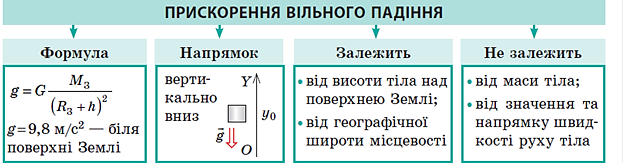 ПРИСКОРЕННЯ ВІЛЬНОГО ПАДІННЯ
Формула
g = G M₃ / (R₃ + h)²
g = 9,8 м/с² — біля
поверхні Землі
Напрямок
верти-
кально
вниз
Y
y₀
g⃗
O
Залежить
• від висоти тіла над
поверхнею Землі;
• від географічної
широти місцевості
Не залежить
• від маси тіла;
• від значення та
напрямку швид-
кості руху тіла